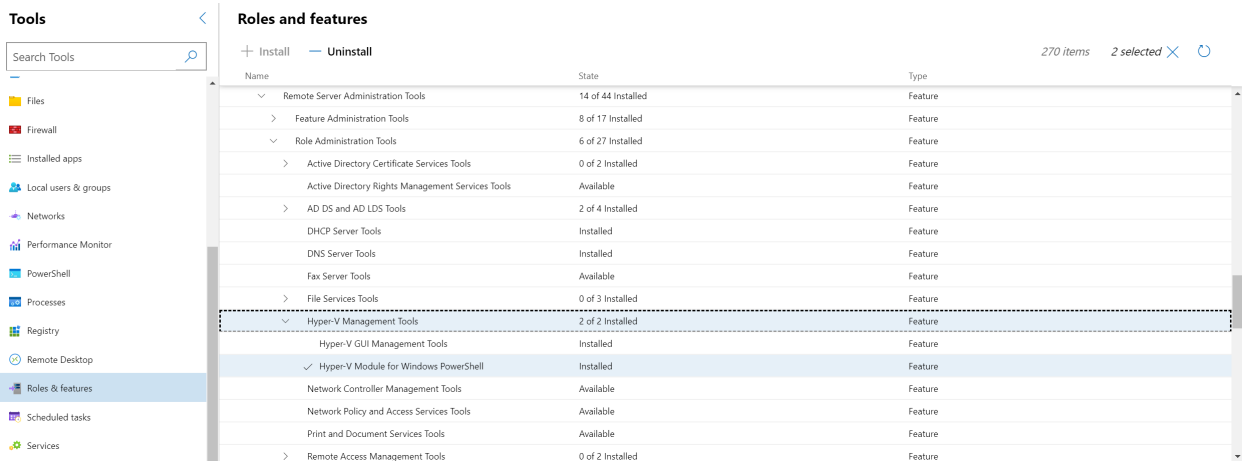 Tools
Search Tools
Files
Firewall
Installed apps
Local users & groups
Networks
Performance Monitor
PowerShell
Processes
Registry
Remote Desktop
Roles & features
Scheduled tasks
Services
Roles and features
Install Uninstall 270 items 2 selected
Name State Type
Remote Server Administration Tools 14 of 44 Installed Feature
Feature Administration Tools 8 of 17 Installed Feature
Role Administration Tools 6 of 27 Installed Feature
Active Directory Certificate Services Tools 0 of 2 Installed Feature
Active Directory Rights Management Services Tools Available Feature
AD DS and AD LDS Tools 2 of 4 Installed Feature
DHCP Server Tools Installed Feature
DNS Server Tools Installed Feature
Fax Server Tools Available Feature
File Services Tools 0 of 3 Installed Feature
Hyper-V Management Tools 2 of 2 Installed Feature
Hyper-V GUI Management Tools Installed Feature
Hyper-V Module for Windows PowerShell Installed Feature
Network Controller Management Tools Available Feature
Network Policy and Access Services Tools Available Feature
Print and Document Services Tools Available Feature
Remote Access Management Tools 0 of 2 Installed Feature